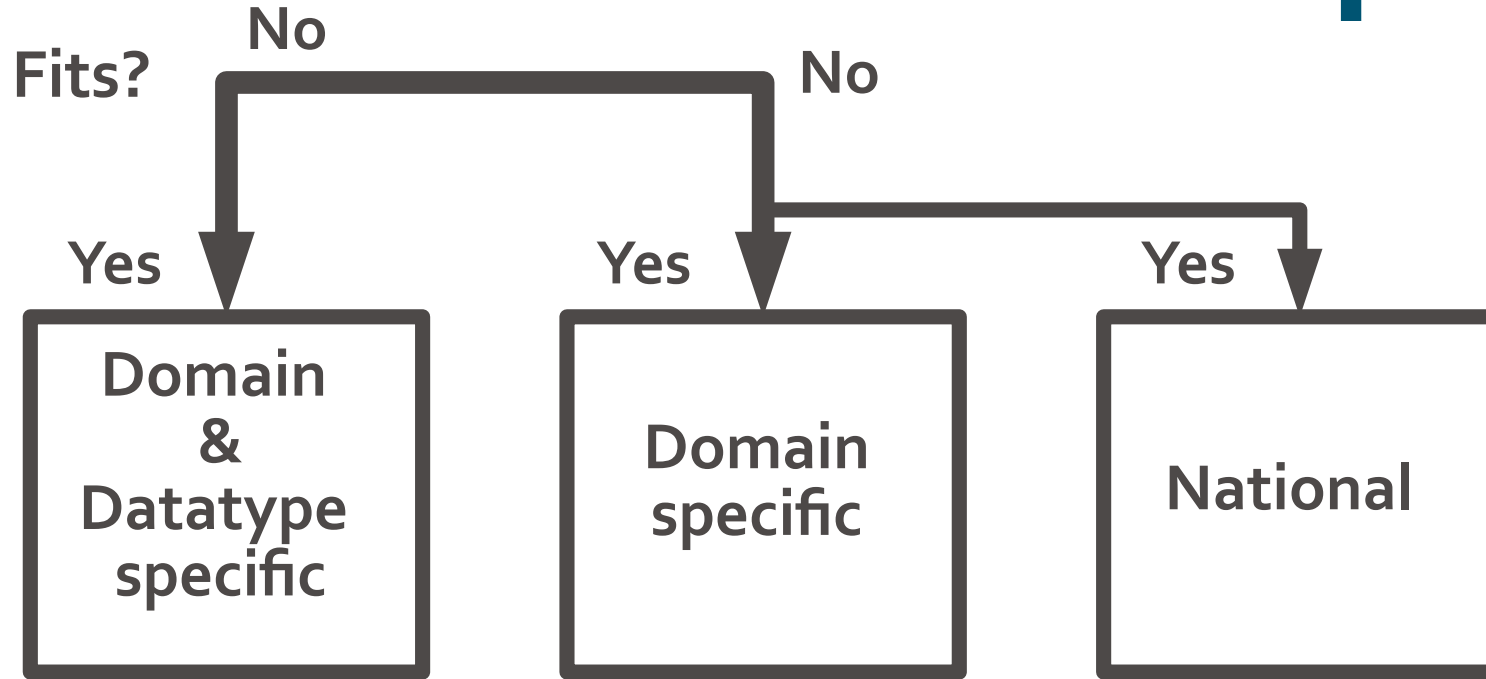 No
Fits?
No
Yes
Yes
Yes
Domain
&
Datatype
specific
Domain
specific
National